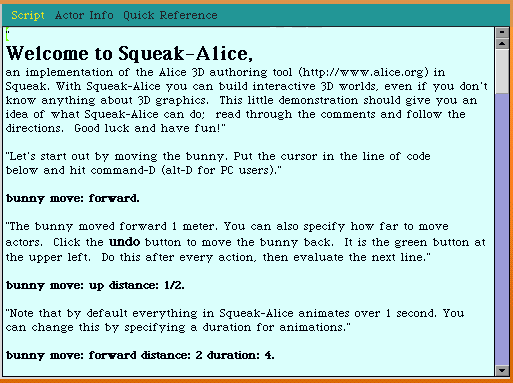 Script Actor Info Quick Reference
"
Welcome to Squeak-Alice,
an implementation of the Alice 3D authoring tool (http://www.alice.org) in
Squeak. With Squeak-Alice you can build interactive 3D worlds, even if you don't
know anything about 3D graphics. This little demonstration should give you an
idea of what Squeak-Alice can do; read through the comments and follow the
directions. Good luck and have fun!"
"Let's start out by moving the bunny. Put the cursor in the line of code
below and hit command-D (alt-D for PC users)."
bunny move: forward.
"The bunny moved forward 1 meter. You can also specify how far to move
actors. Click the undo button to move the bunny back. It is the green button at
the upper left. Do this after every action, then evaluate the next line."
bunny move: up distance: 1/2.
"Note that by default everything in Squeak-Alice animates over 1 second. You
can change this by specifying a duration for animations."
bunny move: forward distance: 2 duration: 4.